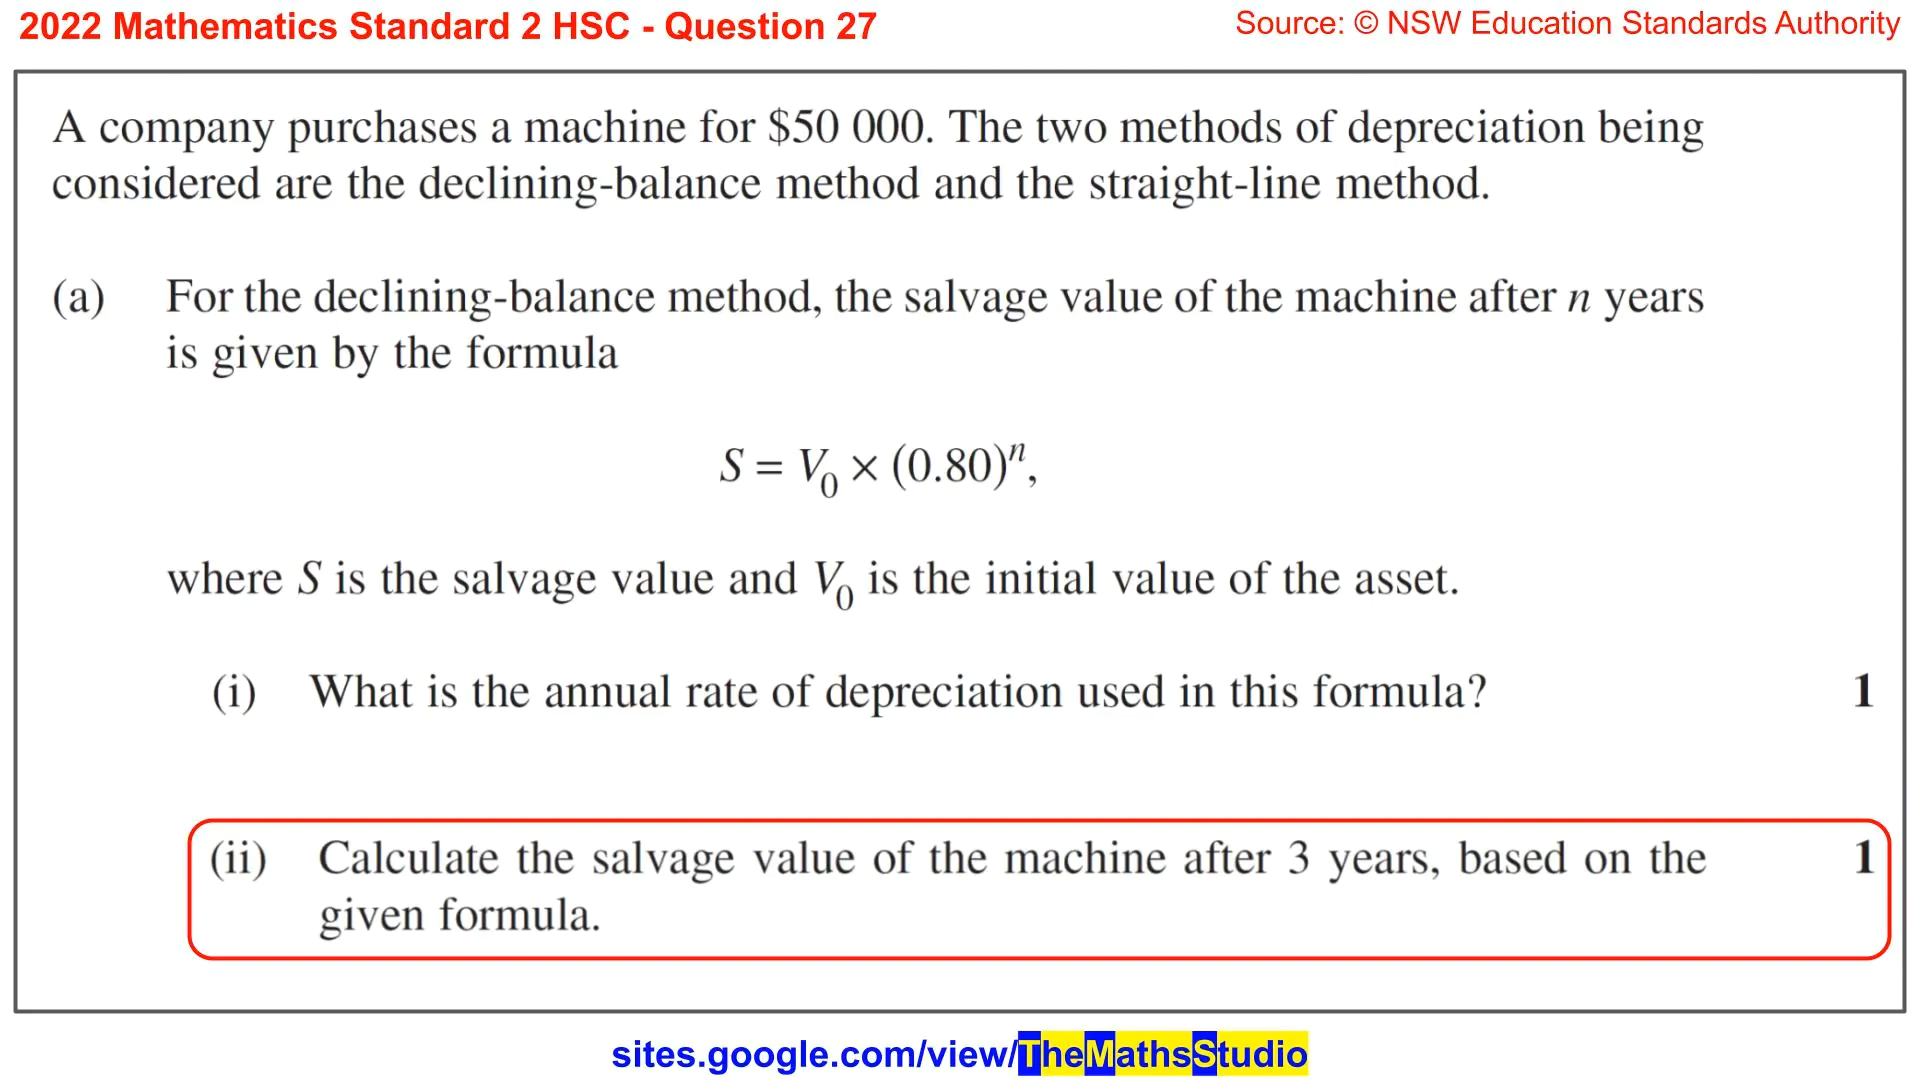 2022 Mathematics Standard 2 HSC - Question 27
Source: © NSW Education Standards Authority
A company purchases a machine for $50 000. The two methods of depreciation being
considered are the declining-balance method and the straight-line method.
(a) For the declining-balance method, the salvage value of the machine after n years
is given by the formula
S = V₀ × (0.80)ⁿ,
where S is the salvage value and V₀ is the initial value of the asset.
(i) What is the annual rate of depreciation used in this formula? 1
(ii) Calculate the salvage value of the machine after 3 years, based on the 1
given formula.
sites.google.com/view/TheMathsStudio